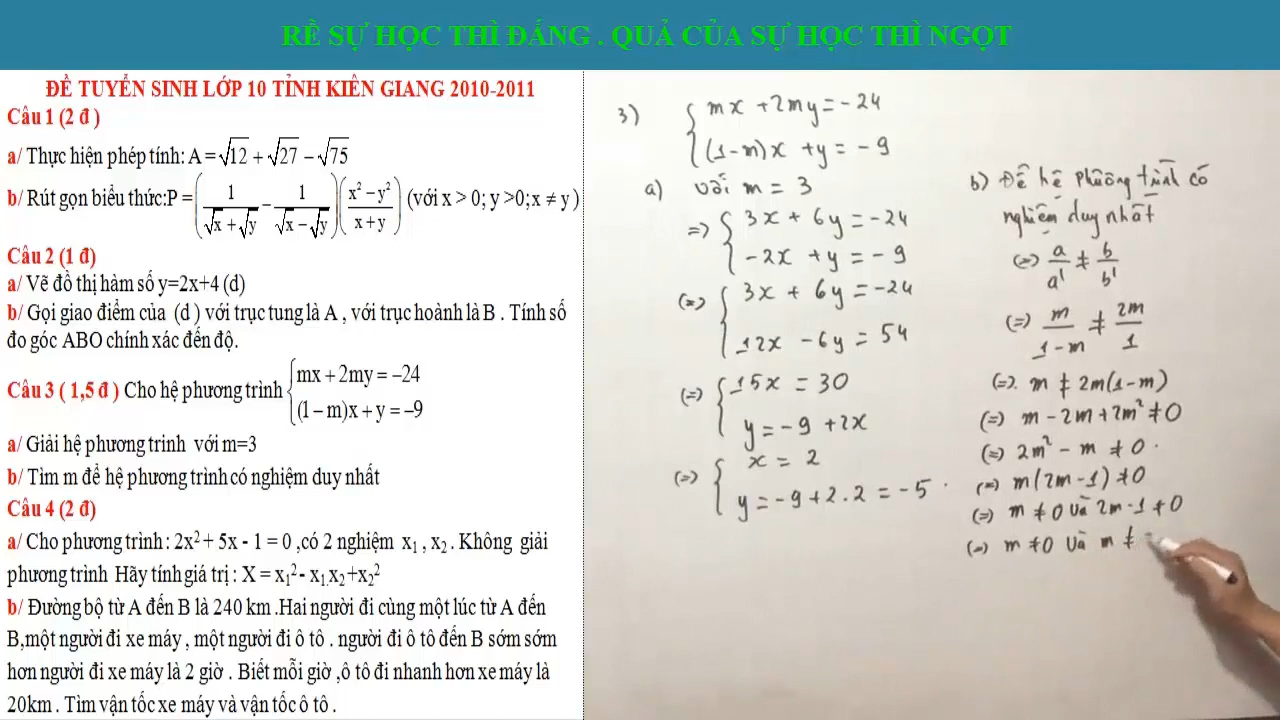 RỄ SỰ HỌC THÌ ĐẮNG . QUẢ CỦA SỰ HỌC THÌ NGỌT
ĐỀ TUYỂN SINH LỚP 10 TỈNH KIÊN GIANG 2010-2011
Câu 1 (2 đ )
a/ Thực hiện phép tính: A = √12 + √27 − √75
b/ Rút gọn biểu thức:P = (1/(√x + √y) − 1/(√x − √y)) ((x² − y²)/(x + y)) (với x > 0; y >0; x ≠ y )
Câu 2 (1 đ)
a/ Vẽ đồ thị hàm số y=2x+4 (d)
b/ Gọi giao điểm của (d ) với trục tung là A , với trục hoành là B . Tính số
đo góc ABO chính xác đến độ.
Câu 3 ( 1,5 đ ) Cho hệ phương trình { mx + 2my = −24
(1 − m)x + y = −9
a/ Giải hệ phương trình với m=3
b/ Tìm m để hệ phương trình có nghiệm duy nhất
Câu 4 (2 đ)
a/ Cho phương trình : 2x² + 5x - 1 = 0 ,có 2 nghiệm x₁ , x₂ . Không giải
phương trình Hãy tính giá trị : X = x₁² - x₁x₂ +x₂²
b/ Đường bộ từ A đến B là 240 km .Hai người đi cùng một lúc từ A đến
B,một người đi xe máy , một người đi ô tô . người đi ô tô đến B sớm sớm
hơn người đi xe máy là 2 giờ . Biết mỗi giờ ,ô tô đi nhanh hơn xe máy là
20km . Tìm vận tốc xe máy và vận tốc ô tô .
3) { mx + 2my = - 24
(1-m)x + y = - 9
a) với m = 3
=> { 3x + 6y = -24
-2x + y = - 9
(=) { 3x + 6y = -24
12x - 6y = 54
(=) { 15x = 30
y = -9 + 2x
(=) { x = 2
y = -9 + 2.2 = -5 .
b) Để hệ phương trình có
nghiệm duy nhất
(=) a/a' ≠ b/b'
(=) m/(1-m) ≠ 2m/1
(=). m ≠ 2m(1-m)
(=) m - 2m + 2m² ≠ 0
(=) 2m² - m ≠ 0 .
(=) m(2m-1) ≠ 0
(=) m ≠ 0 và 2m-1 ≠ 0
(=) m ≠ 0 và m ≠